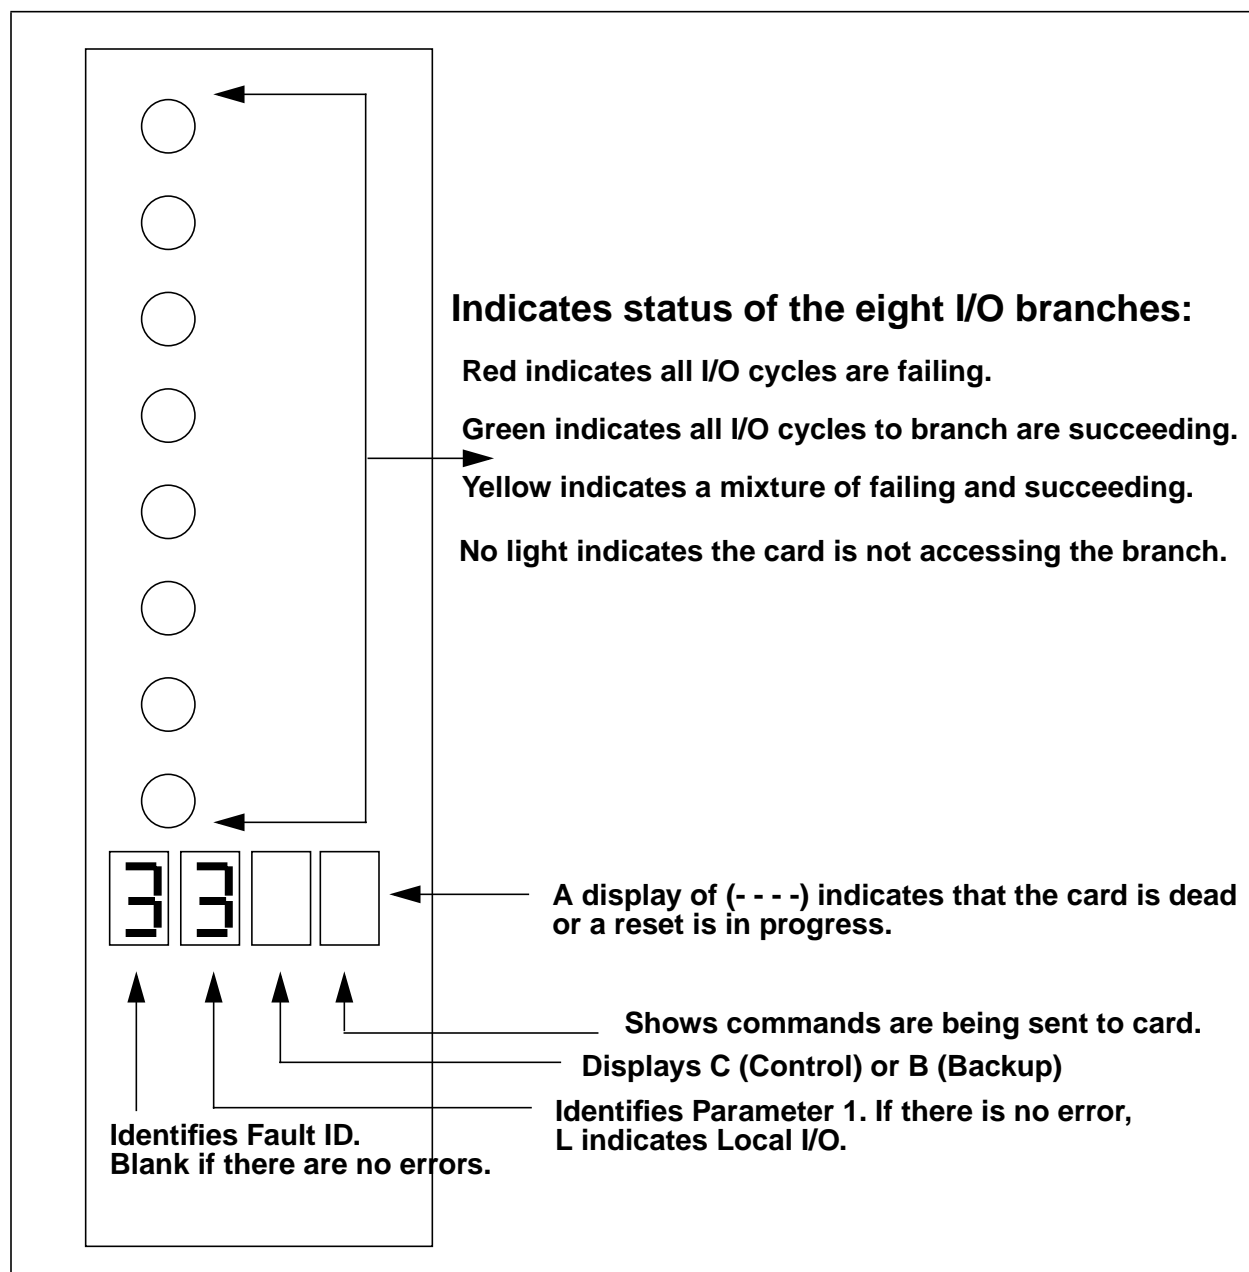 Indicates status of the eight I/O branches:
Red indicates all I/O cycles are failing.
Green indicates all I/O cycles to branch are succeeding.
Yellow indicates a mixture of failing and succeeding.
No light indicates the card is not accessing the branch.
3 3
A display of (- - - -) indicates that the card is dead
or a reset is in progress.
Shows commands are being sent to card.
Displays C (Control) or B (Backup)
Identifies Parameter 1. If there is no error,
L indicates Local I/O.
Identifies Fault ID.
Blank if there are no errors.